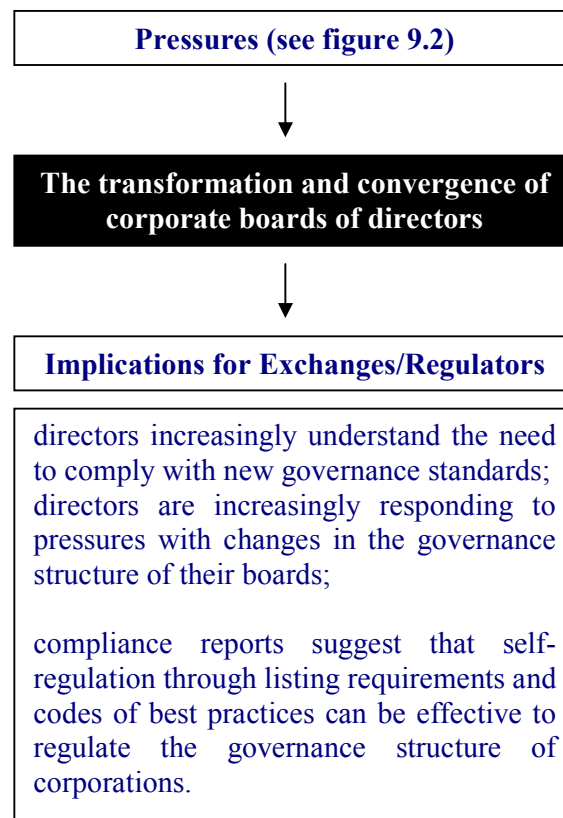 Pressures (see figure 9.2)
The transformation and convergence of
corporate boards of directors
Implications for Exchanges/Regulators
directors increasingly understand the need
to comply with new governance standards;
directors are increasingly responding to
pressures with changes in the governance
structure of their boards;
compliance reports suggest that self-
regulation through listing requirements and
codes of best practices can be effective to
regulate the governance structure of
corporations.